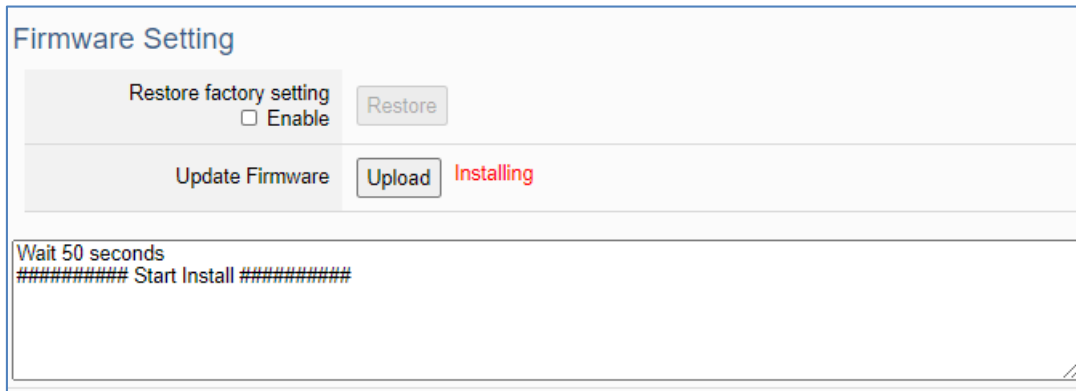 Firmware Setting
Restore factory setting
Enable
Restore
Update Firmware
Upload
Installing
Wait 50 seconds
########## Start Install ##########